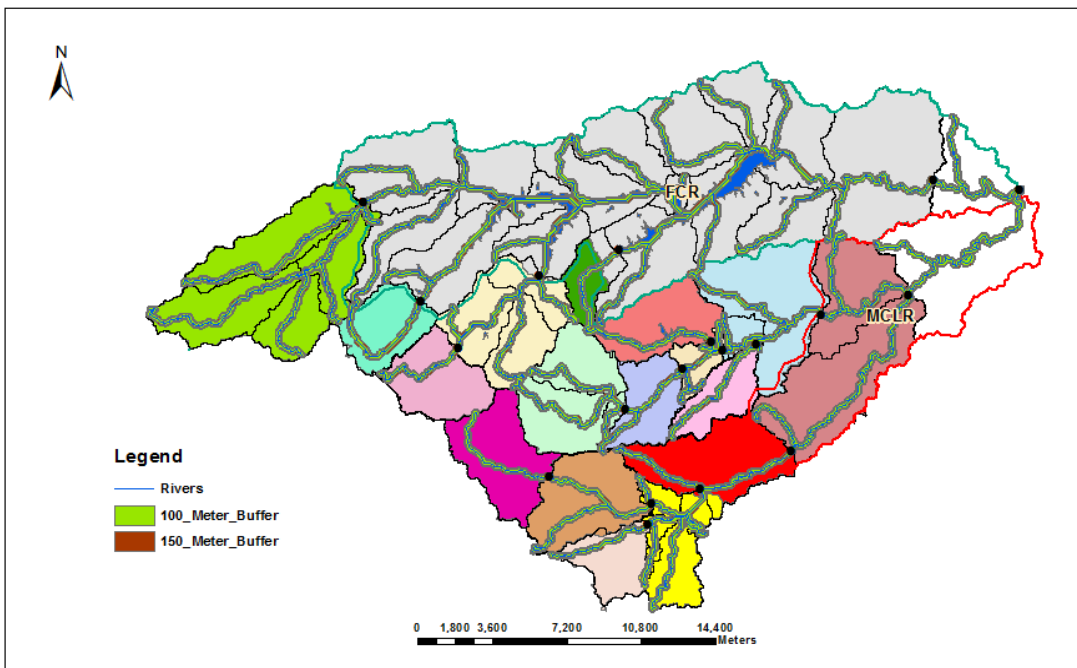 N
FCR
MCLR
Legend
Rivers
100_Meter_Buffer
150_Meter_Buffer
0 1,800 3,600 7,200 10,800 14,400
Meters